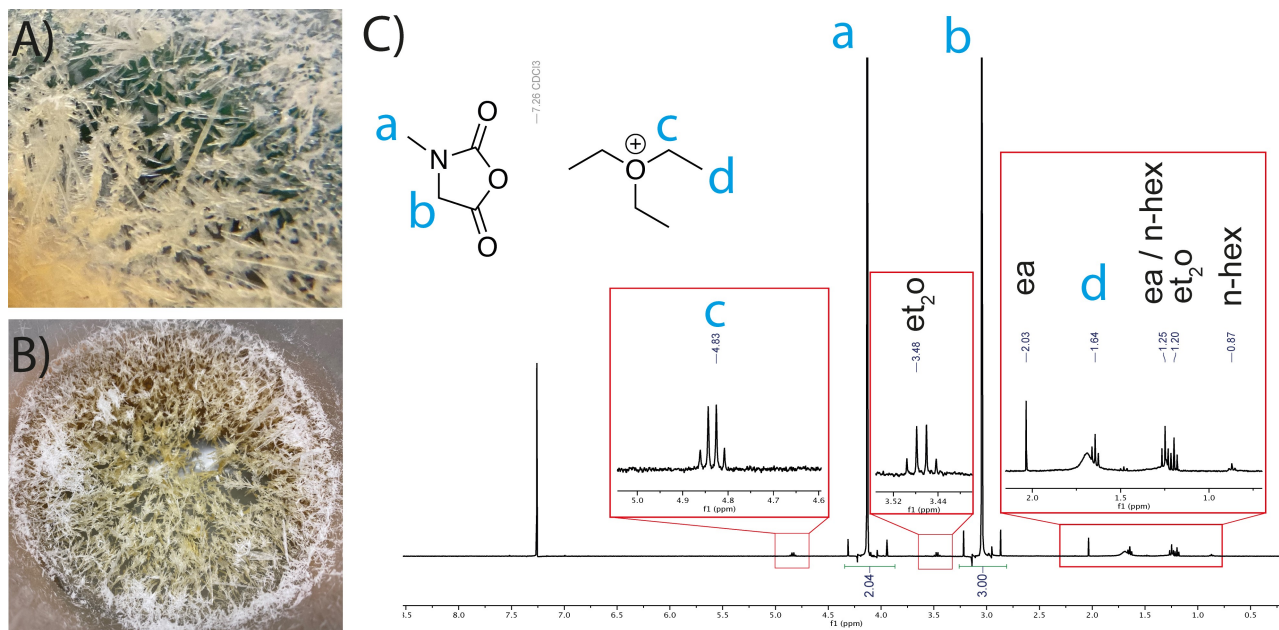 A)
B)
C)
a
b
—7.26 CDCl3
a
N
O
O
O
b
+
O
c
d
c
—4.83
5.0 4.9 4.8 4.7 4.6
f1 (ppm)
et2o
—3.48
3.52 3.44
f1 (ppm)
ea
d
ea / n-hex
et2o
n-hex
—2.03
—1.64
1.25
1.20
—0.87
2.0 1.5 1.0
f1 (ppm)
2.04
3.00
8.0 7.5 7.0 6.5 6.0 5.5 5.0 4.5 4.0 3.5 3.0 2.5 2.0 1.5 1.0 0.5
f1 (ppm)